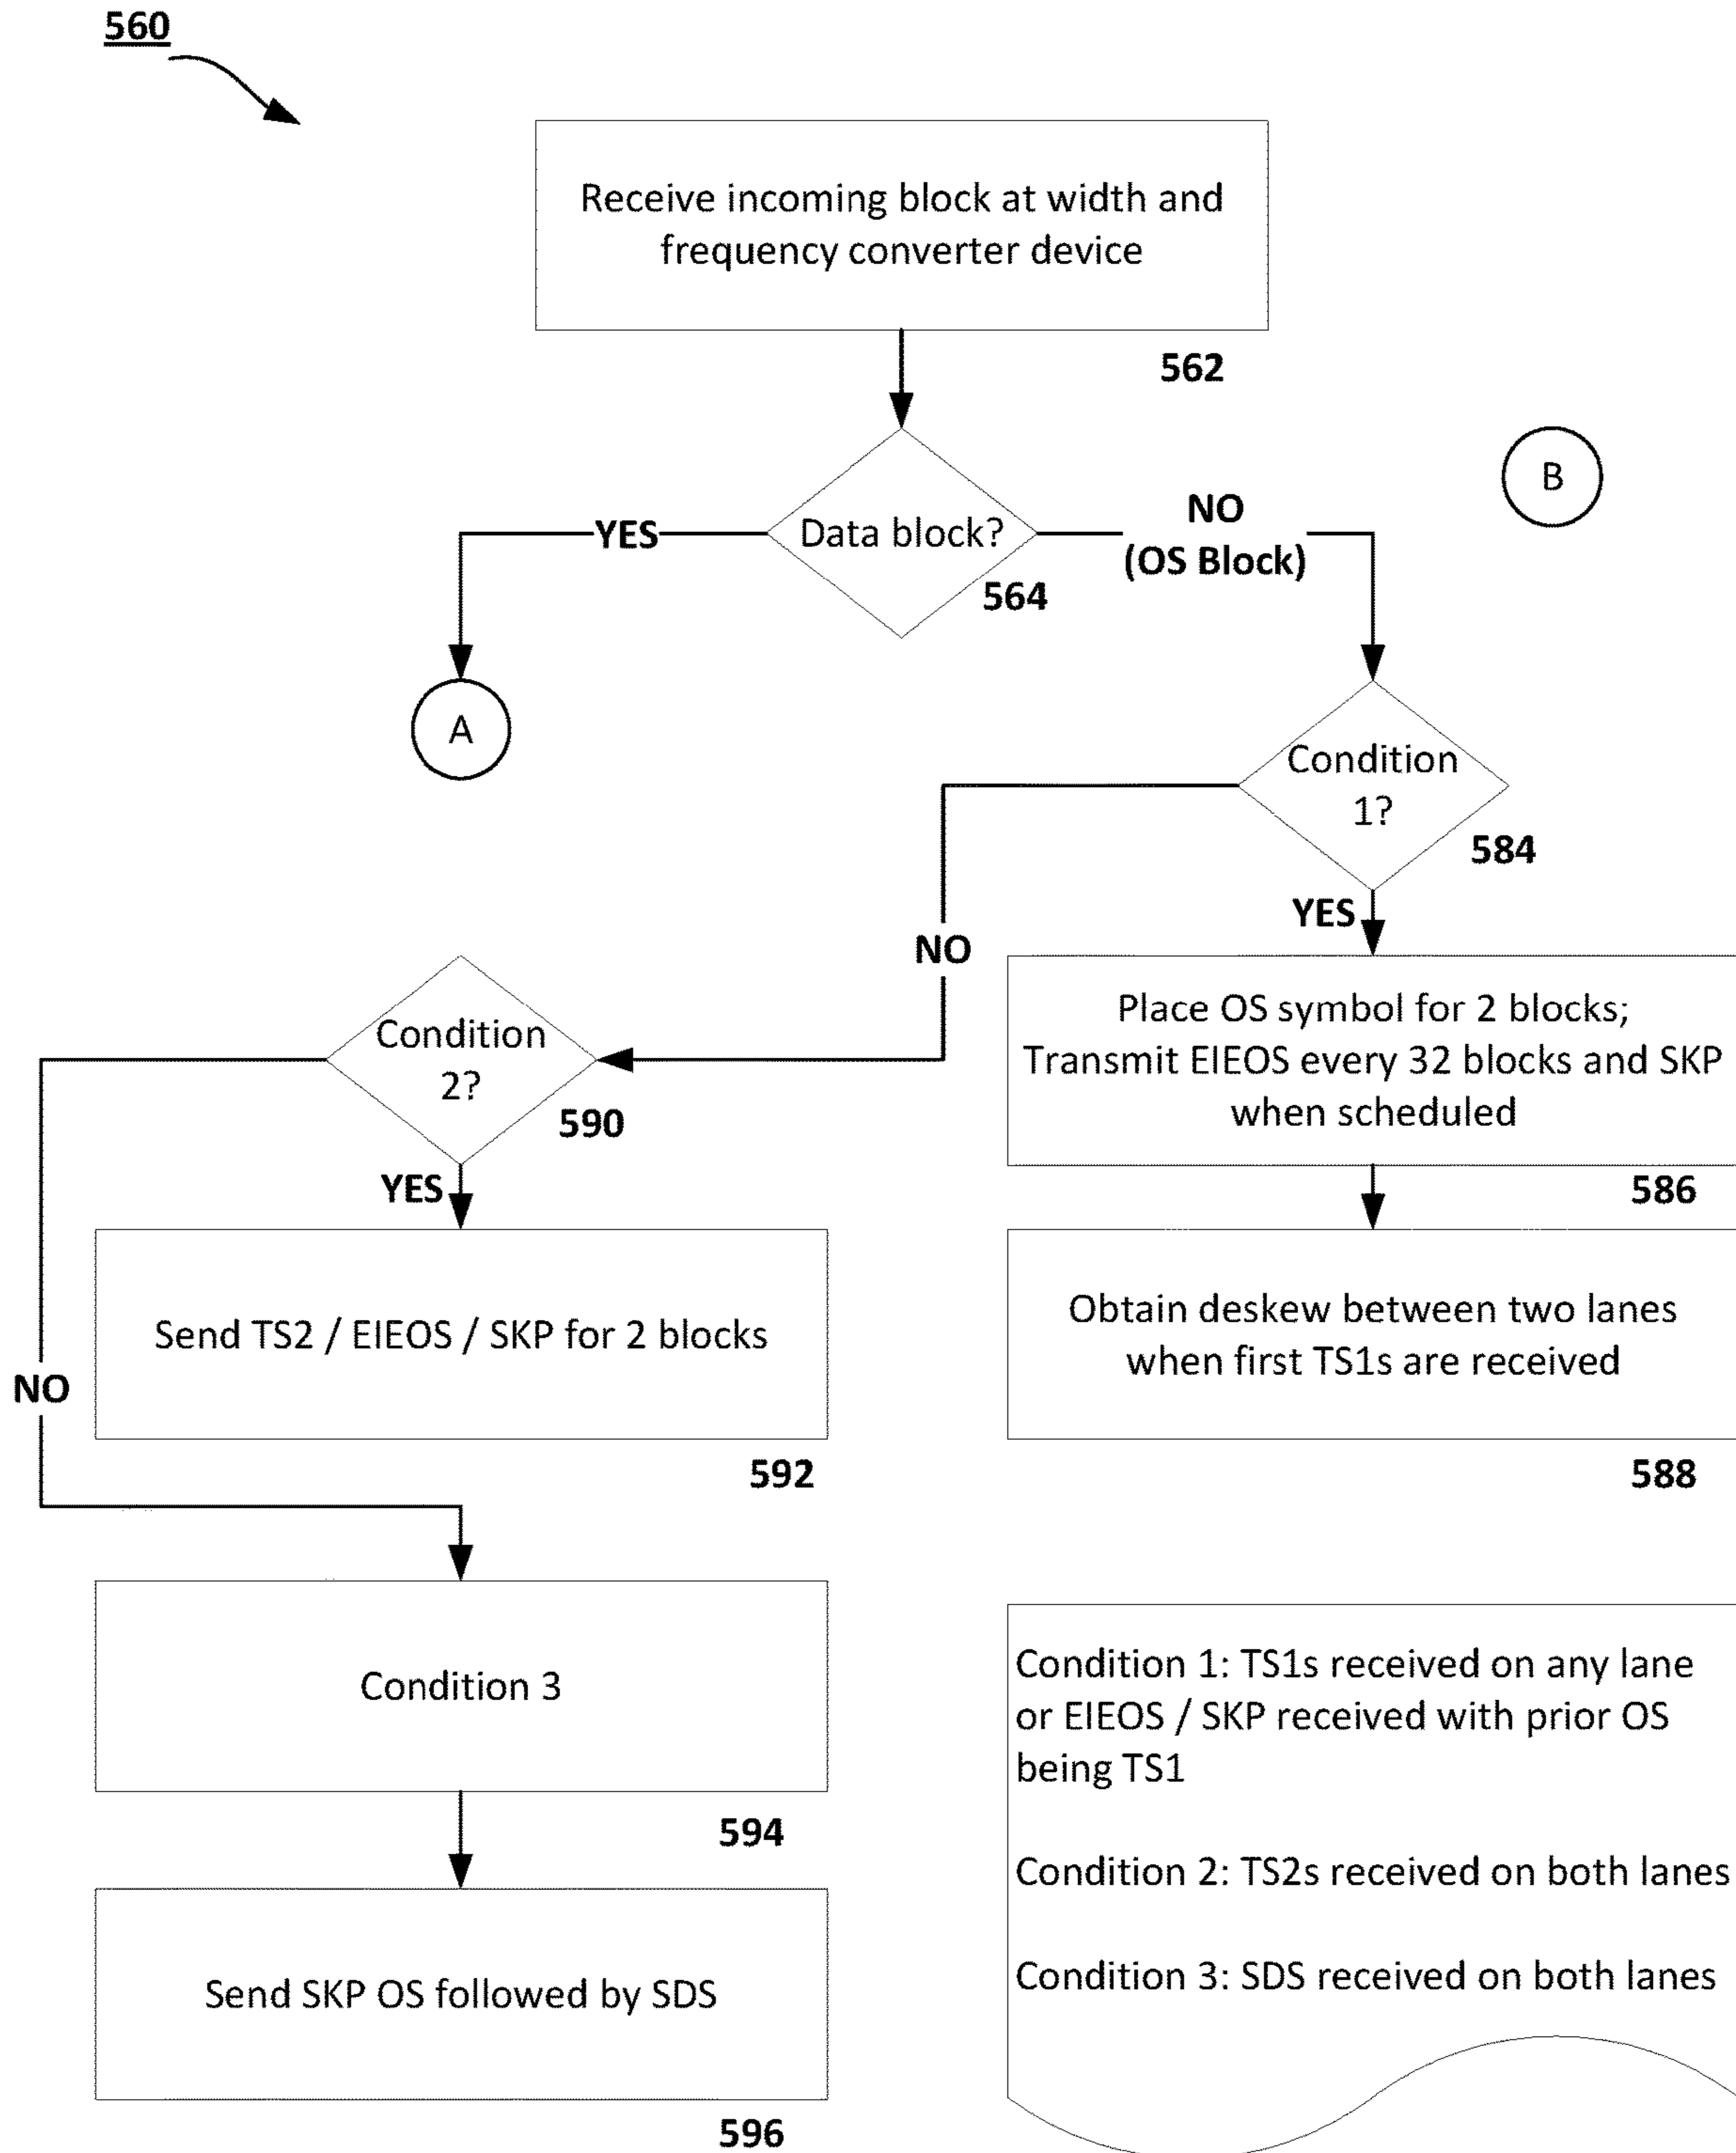 560
Receive incoming block at width and
frequency converter device
562
B
Data block?
564
YES
NO
(OS Block)
A
Condition
1?
584
YES
NO
Place OS symbol for 2 blocks;
Transmit EIEOS every 32 blocks and SKP
when scheduled
586
Condition
2?
590
YES
NO
Send TS2 / EIEOS / SKP for 2 blocks
592
Obtain deskew between two lanes
when first TS1s are received
588
Condition 3
594
Send SKP OS followed by SDS
596
Condition 1: TS1s received on any lane
or EIEOS / SKP received with prior OS
being TS1
Condition 2: TS2s received on both lanes
Condition 3: SDS received on both lanes